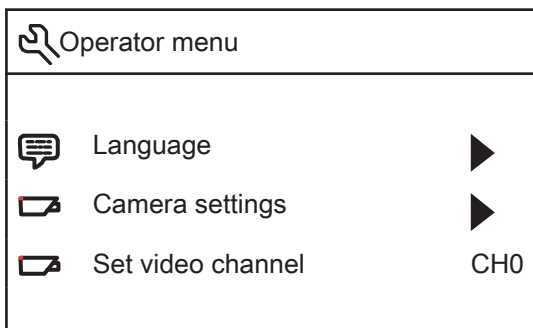 Operator menu
Language
Camera settings
Set video channel CH0